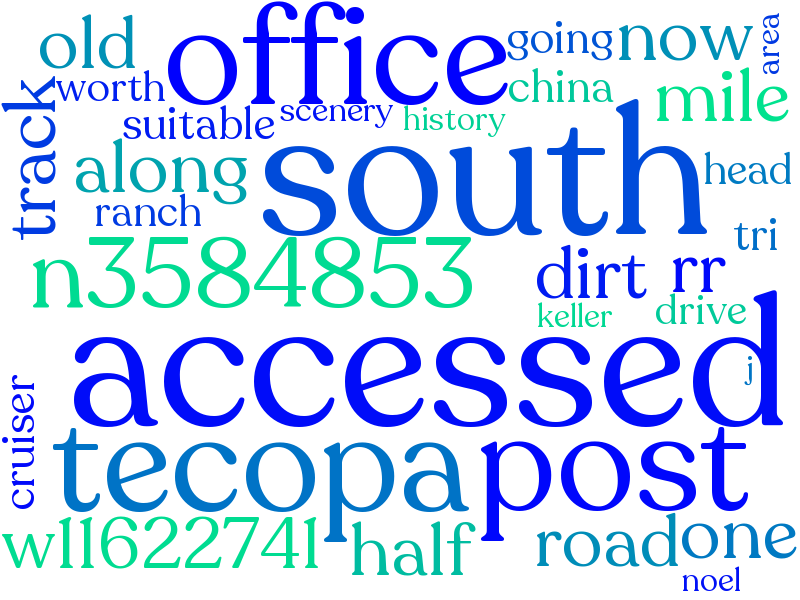 old
office
going
now
area
worth
scenery
china
mile
suitable
history
track
along
south
head
ranch
tri
n3584853
dirt
rr
keller
drive
accessed
j
cruiser
tecopa
post
w11622741
half
road
one
noel